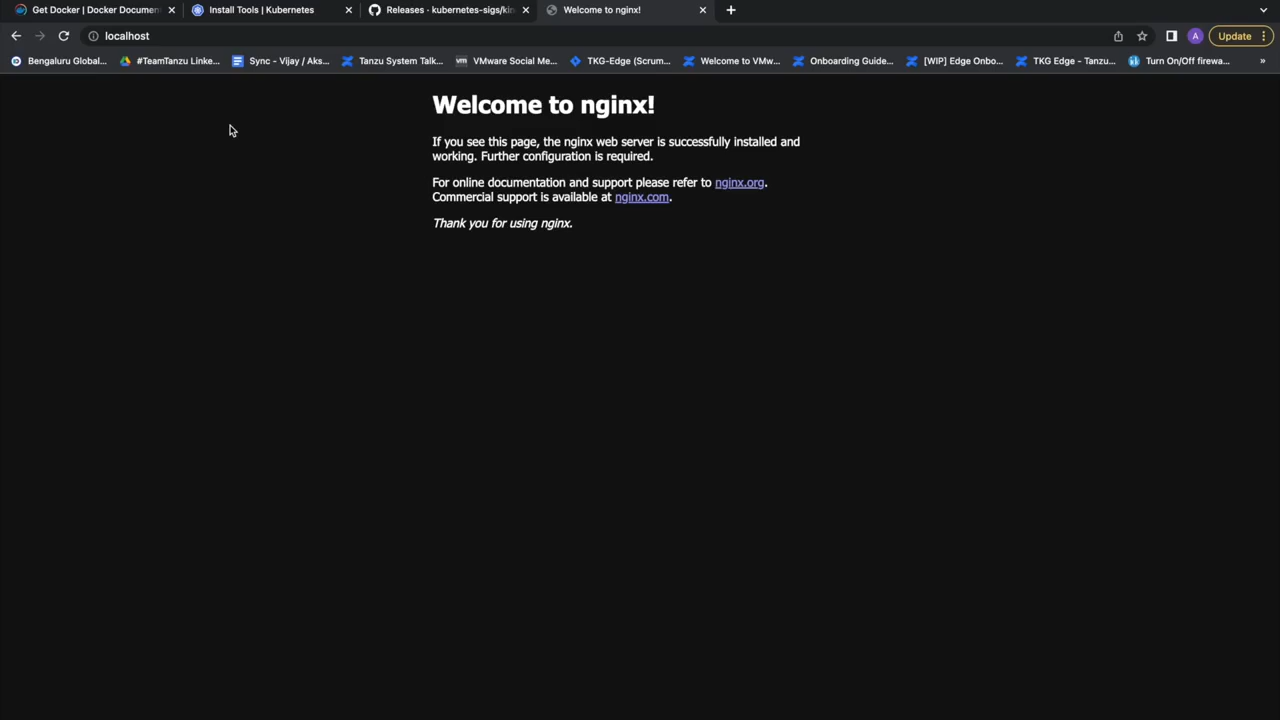 Get Docker | Docker Documen
Install Tools | Kubernetes
Releases · kubernetes-sigs/kin
Welcome to nginx!
localhost
A
Update
Bengaluru Global...
#TeamTanzu Linke...
Sync - Vijay / Aks...
Tanzu System Talk...
vm VMware Social Me...
TKG-Edge (Scrum...
Welcome to VMw...
Onboarding Guide...
[WIP] Edge Onbo...
TKG Edge - Tanzu...
Turn On/Off firewa...
»
Welcome to nginx!
If you see this page, the nginx web server is successfully installed and
working. Further configuration is required.
For online documentation and support please refer to nginx.org.
Commercial support is available at nginx.com.
Thank you for using nginx.